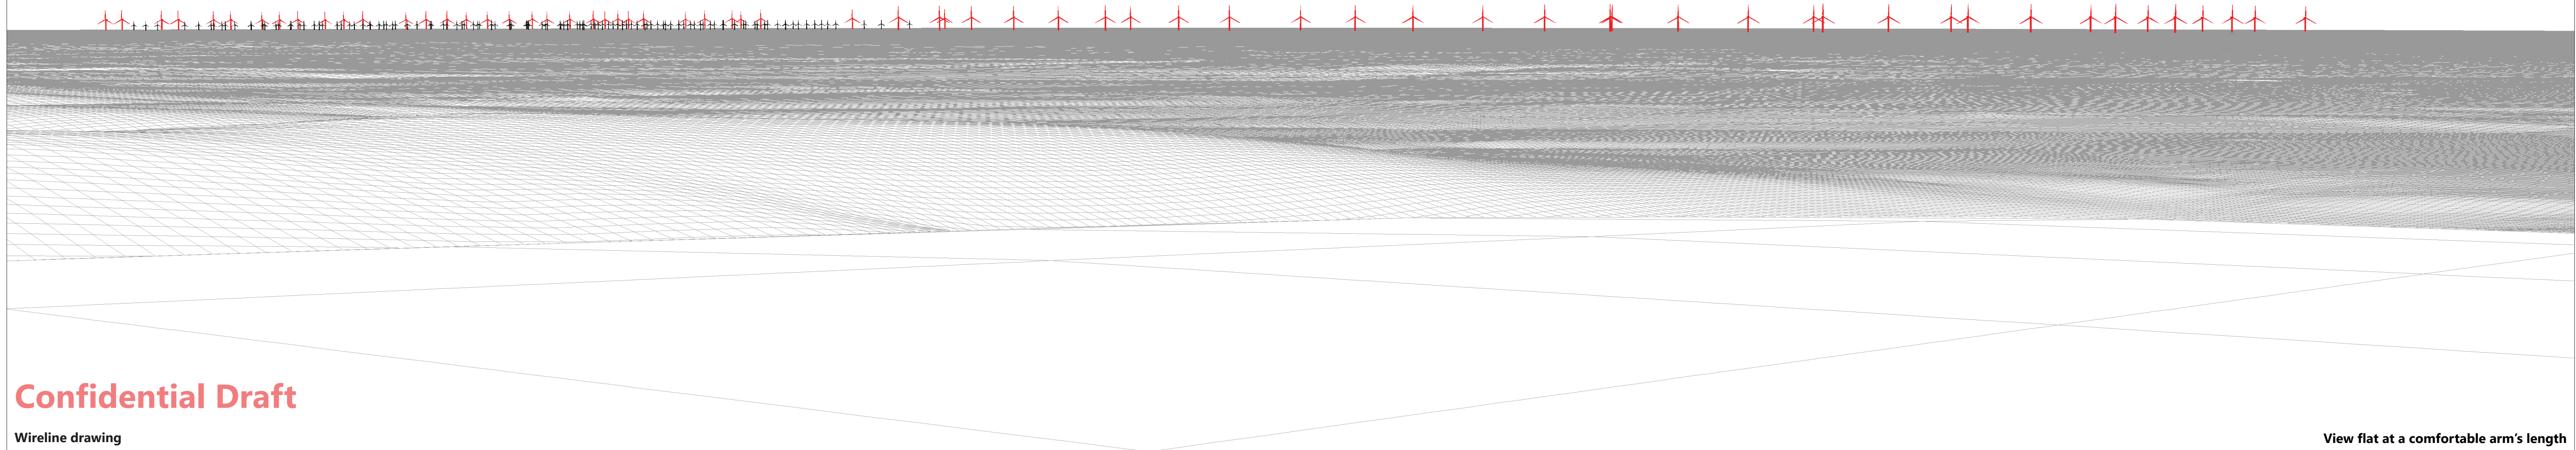 Confidential Draft
Wireline drawing
View flat at a comfortable arm's length